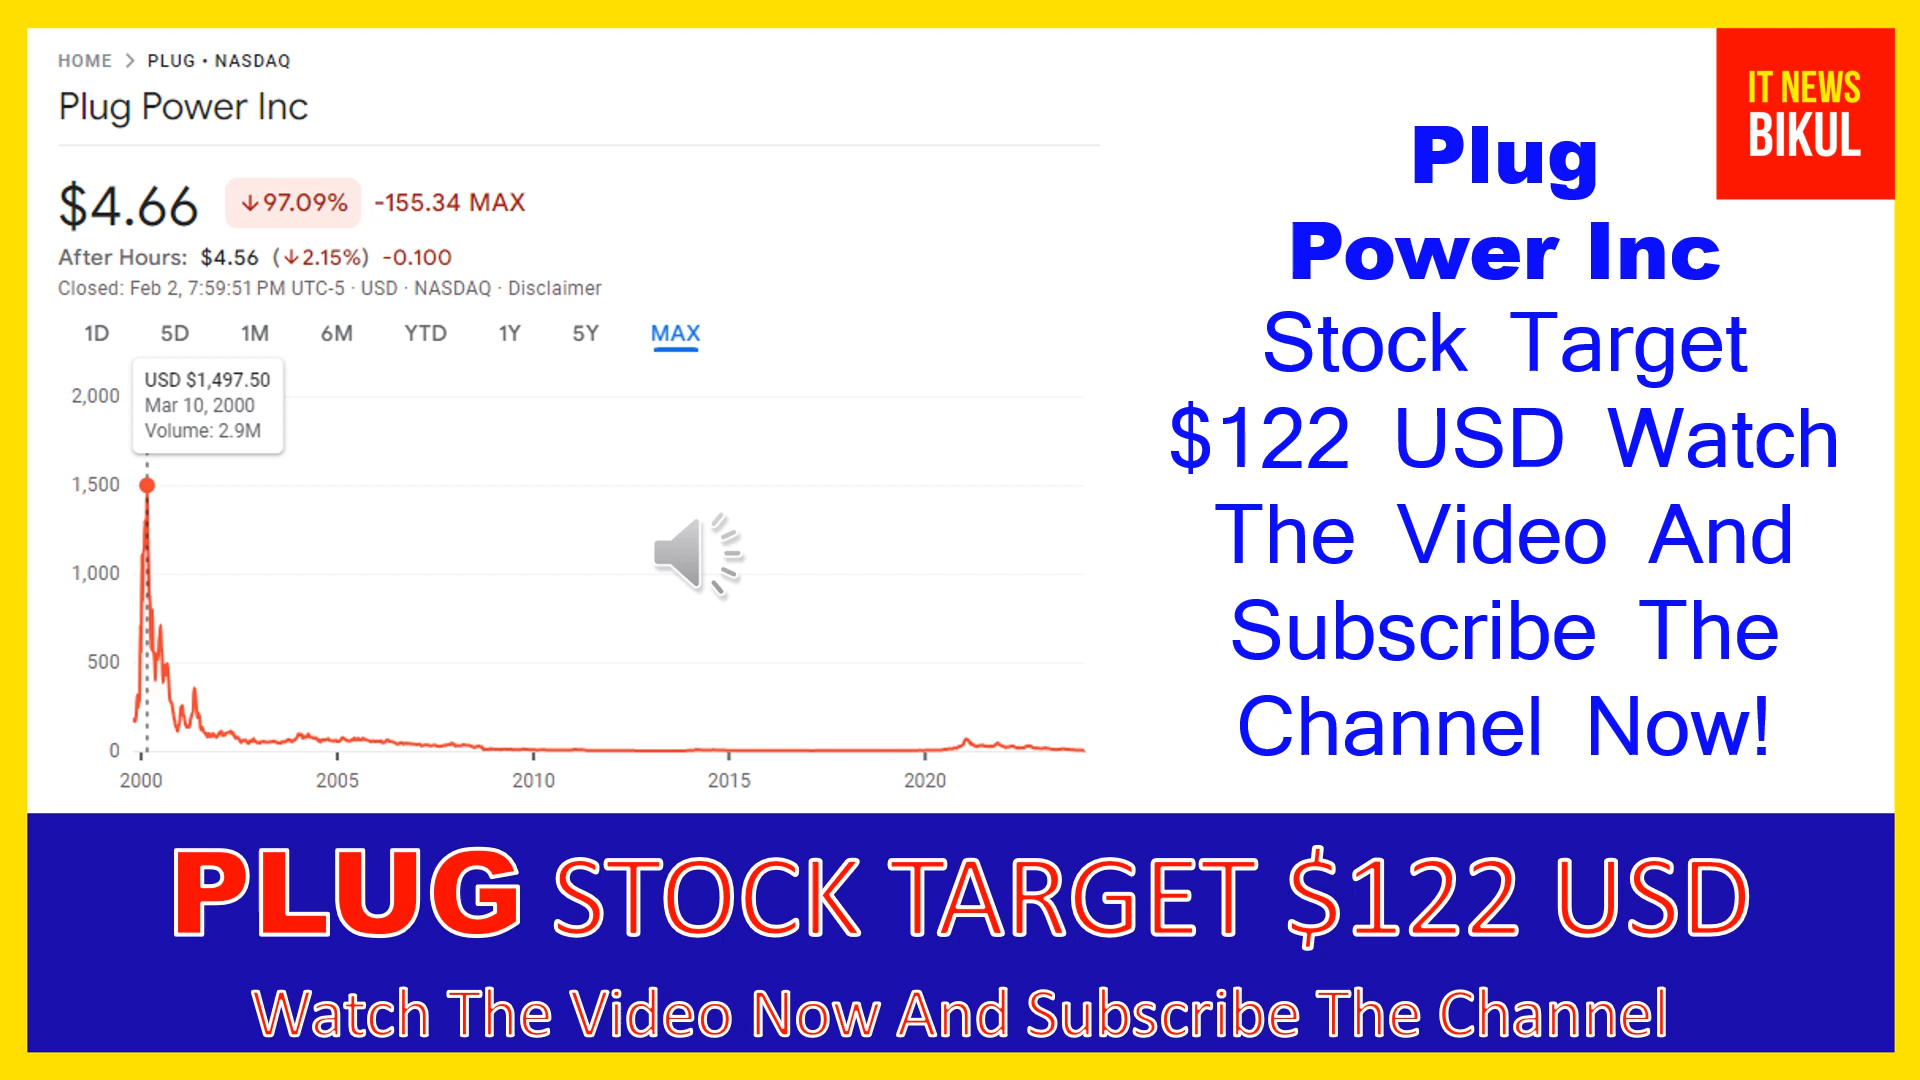 HOME > PLUG • NASDAQ
Plug Power Inc
$4.66 ↓97.09% -155.34 MAX
After Hours: $4.56 (↓2.15%) -0.100
Closed: Feb 2, 7:59:51 PM UTC-5 · USD · NASDAQ · Disclaimer
1D 5D 1M 6M YTD 1Y 5Y MAX
USD $1,497.50
Mar 10, 2000
Volume: 2.9M
2,000
1,500
1,000
500
0
2000 2005 2010 2015 2020
IT NEWS
BIKUL
Plug
Power Inc
Stock Target
$122 USD Watch
The Video And
Subscribe The
Channel Now!
PLUG STOCK TARGET $122 USD
Watch The Video Now And Subscribe The Channel